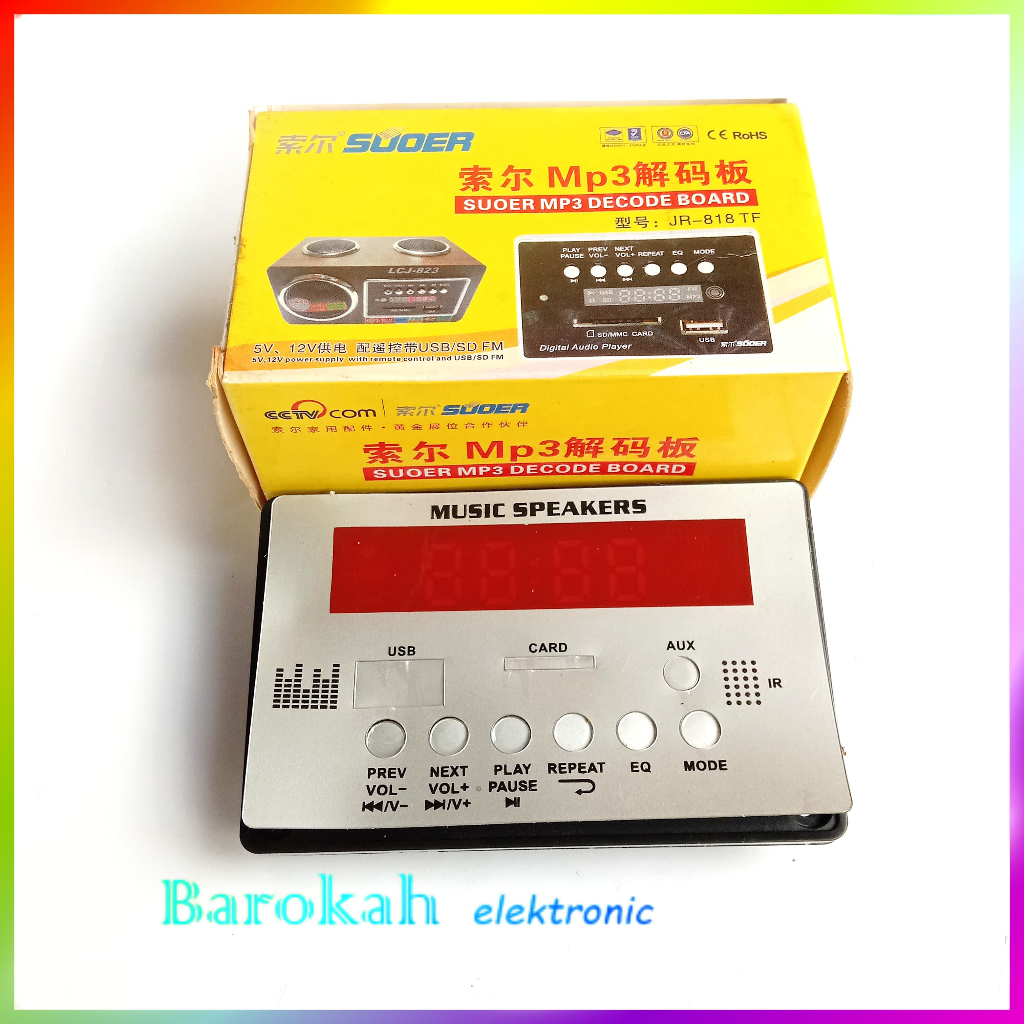 索尔® SUOER
CE RoHS
索尔 Mp3解码板
SUOER MP3 DECODE BOARD
型号：JR-818 TF
LCJ-823
PLAY PREV NEXT
PAUSE VOL- VOL+ REPEAT EQ MODE
SD/MMC CARD
USB
Digital Audio Player
索尔 SUOER
5V、12V供电 配遥控带USB/SD FM
5V.12V power supply with remote control and USB/SD FM
CCTV.com 索尔 SUOER
索尔家用配件·黄金展位合作伙伴
索尔 Mp3解码板
SUOER MP3 DECODE BOARD
MUSIC SPEAKERS
88:88
USB CARD AUX
IR
PREV NEXT PLAY REPEAT EQ MODE
VOL- VOL+ PAUSE
/V- /V+
Barokah elektronic